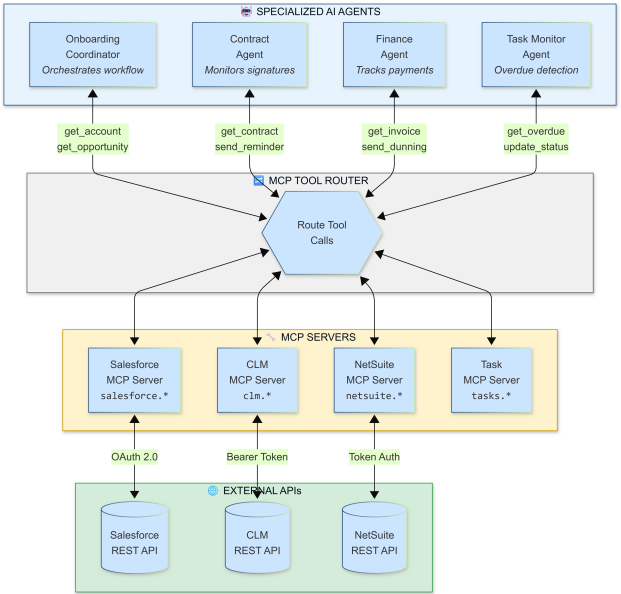 SPECIALIZED AI AGENTS
Onboarding
Coordinator
Orchestrates workflow
Contract
Agent
Monitors signatures
Finance
Agent
Tracks payments
Task Monitor
Agent
Overdue detection
get_account
get_opportunity
get_contract
send_reminder
get_invoice
send_dunning
get_overdue
update_status
MCP TOOL ROUTER
Route Tool
Calls
MCP SERVERS
Salesforce
MCP Server
salesforce.*
CLM
MCP Server
clm.*
NetSuite
MCP Server
netsuite.*
Task
MCP Server
tasks.*
OAuth 2.0
Bearer Token
Token Auth
EXTERNAL APIs
Salesforce
REST API
CLM
REST API
NetSuite
REST API